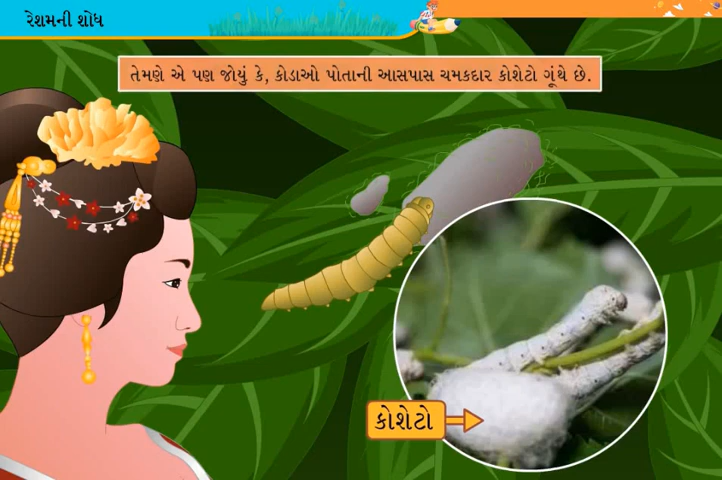 રેશમની શોધ
તેમણે એ પણ જોયું કે, કોડાઓ પોતાની આસપાસ ચમકદાર કોશેટો ગૂંથે છે.
કોશેટો